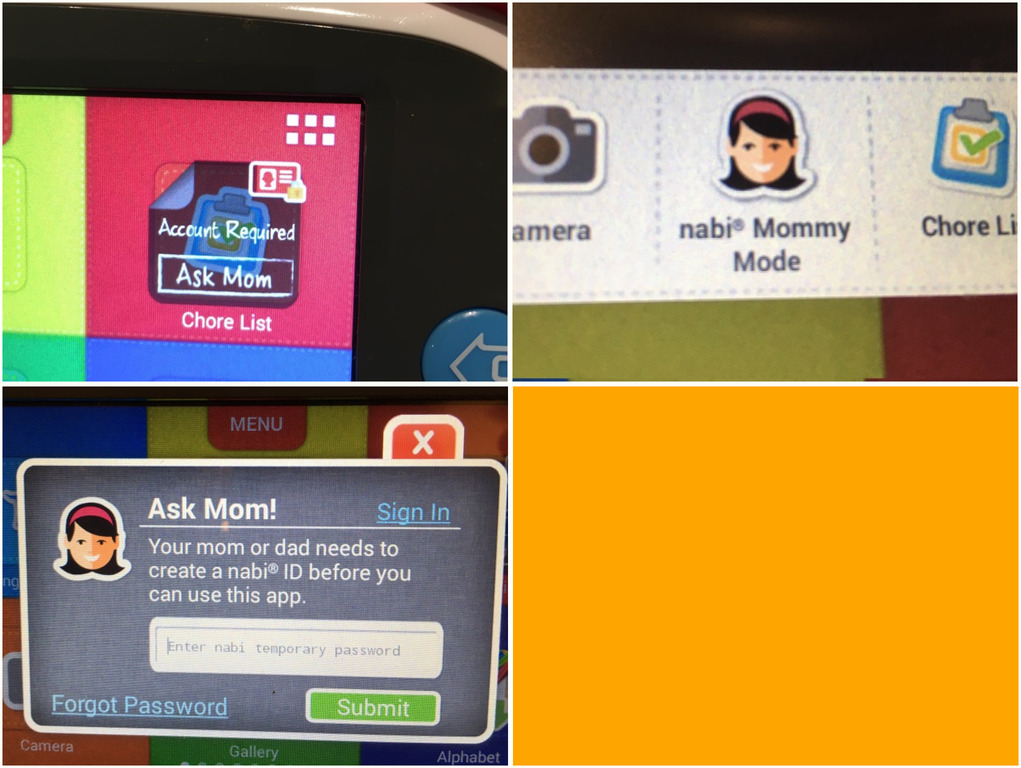 Account Required
Ask Mom
Chore List
amera
nabi® Mommy
Mode
Chore Li
MENU
X
Ask Mom!
Sign In
Your mom or dad needs to
create a nabi® ID before you
can use this app.
Enter nabi temporary password
Forgot Password
Submit
Camera
Gallery
Alphabet